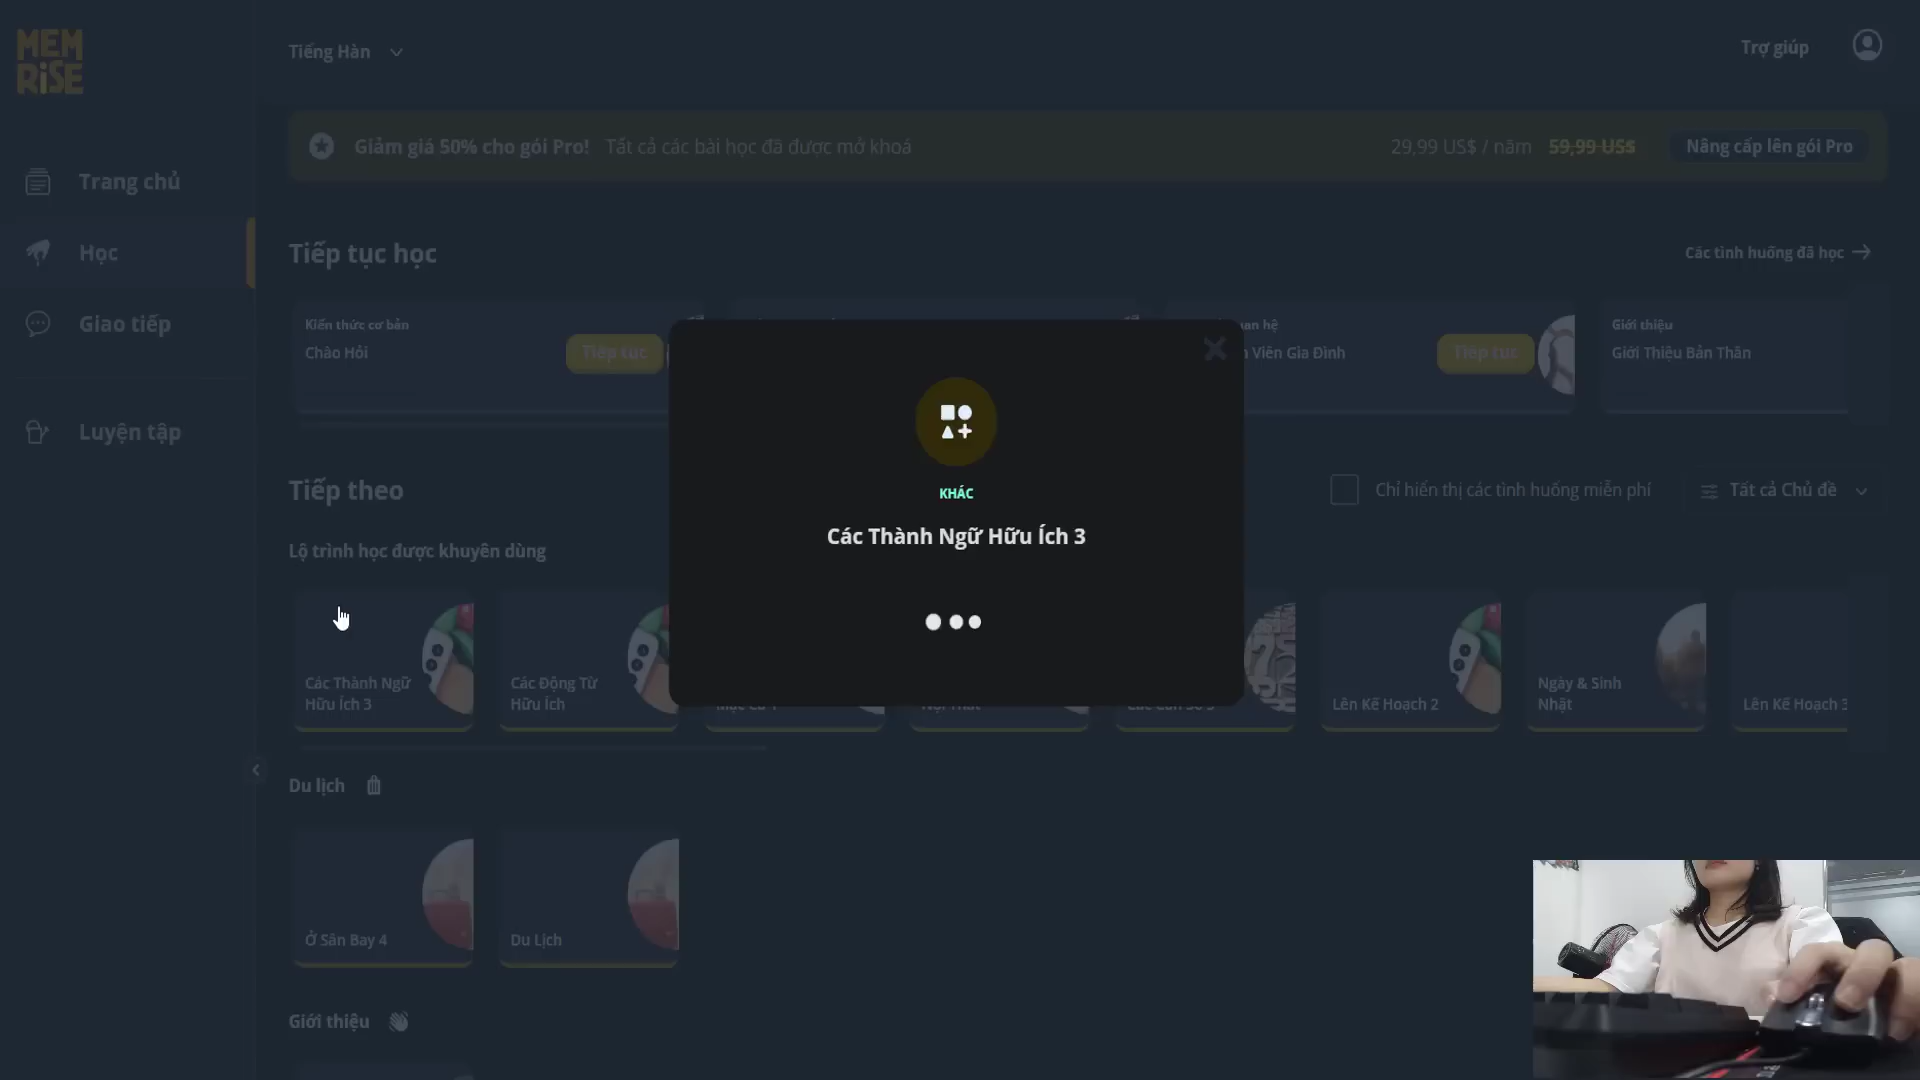 MEM
RiSE
Tiếng Hàn
Trợ giúp
Giảm giá 50% cho gói Pro! Tất cả các bài học đã được mở khoá
29,99 US$ / năm 59,99 US$ Nâng cấp lên gói Pro
Trang chủ
Học
Giao tiếp
Luyện tập
Tiếp tục học
Các tình huống đã học
Kiến thức cơ bản
Chào Hỏi
Tiếp tục
an hệ
Viên Gia Đình
Tiếp tục
Giới thiệu
Giới Thiệu Bản Thân
KHÁC
Các Thành Ngữ Hữu Ích 3
Tiếp theo
Chỉ hiển thị các tình huống miễn phí
Tất cả Chủ đề
Lộ trình học được khuyên dùng
Các Thành Ngữ
Hữu Ích 3
Các Động Từ
Hữu Ích
Lên Kế Hoạch 2
Ngày & Sinh
Nhật
Lên Kế Hoạch 3
Du lịch
Ở Sân Bay 4
Du Lịch
Giới thiệu